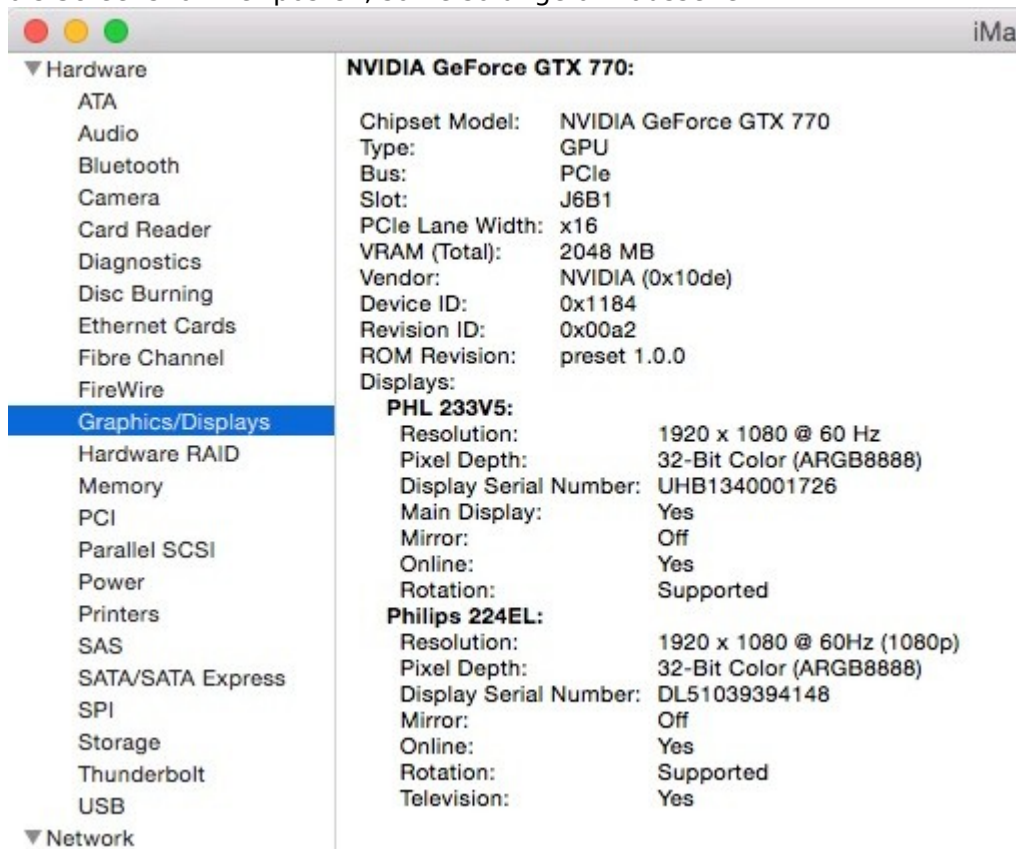 iMa
Hardware
ATA
Audio
Bluetooth
Camera
Card Reader
Diagnostics
Disc Burning
Ethernet Cards
Fibre Channel
FireWire
Graphics/Displays
Hardware RAID
Memory
PCI
Parallel SCSI
Power
Printers
SAS
SATA/SATA Express
SPI
Storage
Thunderbolt
USB
Network
NVIDIA GeForce GTX 770:
Chipset Model: NVIDIA GeForce GTX 770
Type: GPU
Bus: PCIe
Slot: J6B1
PCIe Lane Width: x16
VRAM (Total): 2048 MB
Vendor: NVIDIA (0x10de)
Device ID: 0x1184
Revision ID: 0x00a2
ROM Revision: preset 1.0.0
Displays:
PHL 233V5:
Resolution: 1920 x 1080 @ 60 Hz
Pixel Depth: 32-Bit Color (ARGB8888)
Display Serial Number: UHB1340001726
Main Display: Yes
Mirror: Off
Online: Yes
Rotation: Supported
Philips 224EL:
Resolution: 1920 x 1080 @ 60Hz (1080p)
Pixel Depth: 32-Bit Color (ARGB8888)
Display Serial Number: DL51039394148
Mirror: Off
Online: Yes
Rotation: Supported
Television: Yes